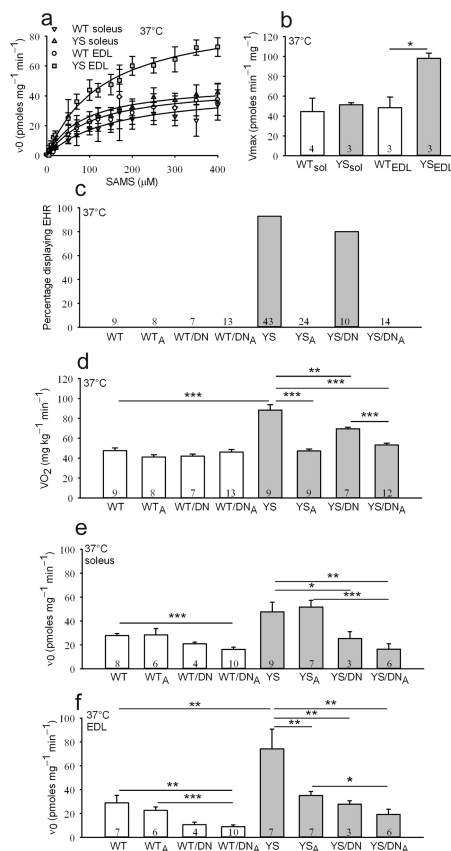 a
37°C
WT soleus
YS soleus
WT EDL
YS EDL
80
60
40
20
0
0 100 200 300 400
ν0 (pmoles mg−1 min−1)
SAMS (μM)
b
37°C
*
120
100
80
60
40
20
0
Vmax (pmoles min−1 mg−1)
4 3 3 3
WTsol YSsol WTEDL YSEDL
c
37°C
80
60
40
20
0
Percentage displaying EHR
9 8 7 13 43 24 10 14
WT WTA WT/DN WT/DNA YS YSA YS/DN YS/DNA
d
37°C
**
***
*** *** ***
120
100
80
60
40
20
0
VO2 (mg kg−1 min−1)
9 8 7 13 9 9 7 12
WT WTA WT/DN WT/DNA YS YSA YS/DN YS/DNA
e
37°C
soleus
**
*
*** ***
100
80
60
40
20
0
ν0 (pmoles mg−1 min−1)
8 6 4 10 9 7 3 6
WT WTA WT/DN WT/DNA YS YSA YS/DN YS/DNA
f
37°C
EDL
** **
**
**
** *
***
100
80
60
40
20
0
ν0 (pmoles mg−1 min−1)
7 6 4 10 7 7 3 6
WT WTA WT/DN WT/DNA YS YSA YS/DN YS/DNA